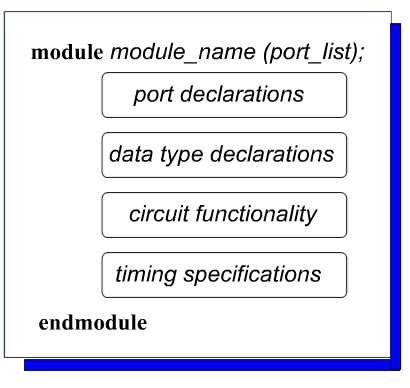 module module_name (port_list);
port declarations
data type declarations
circuit functionality
timing specifications
endmodule